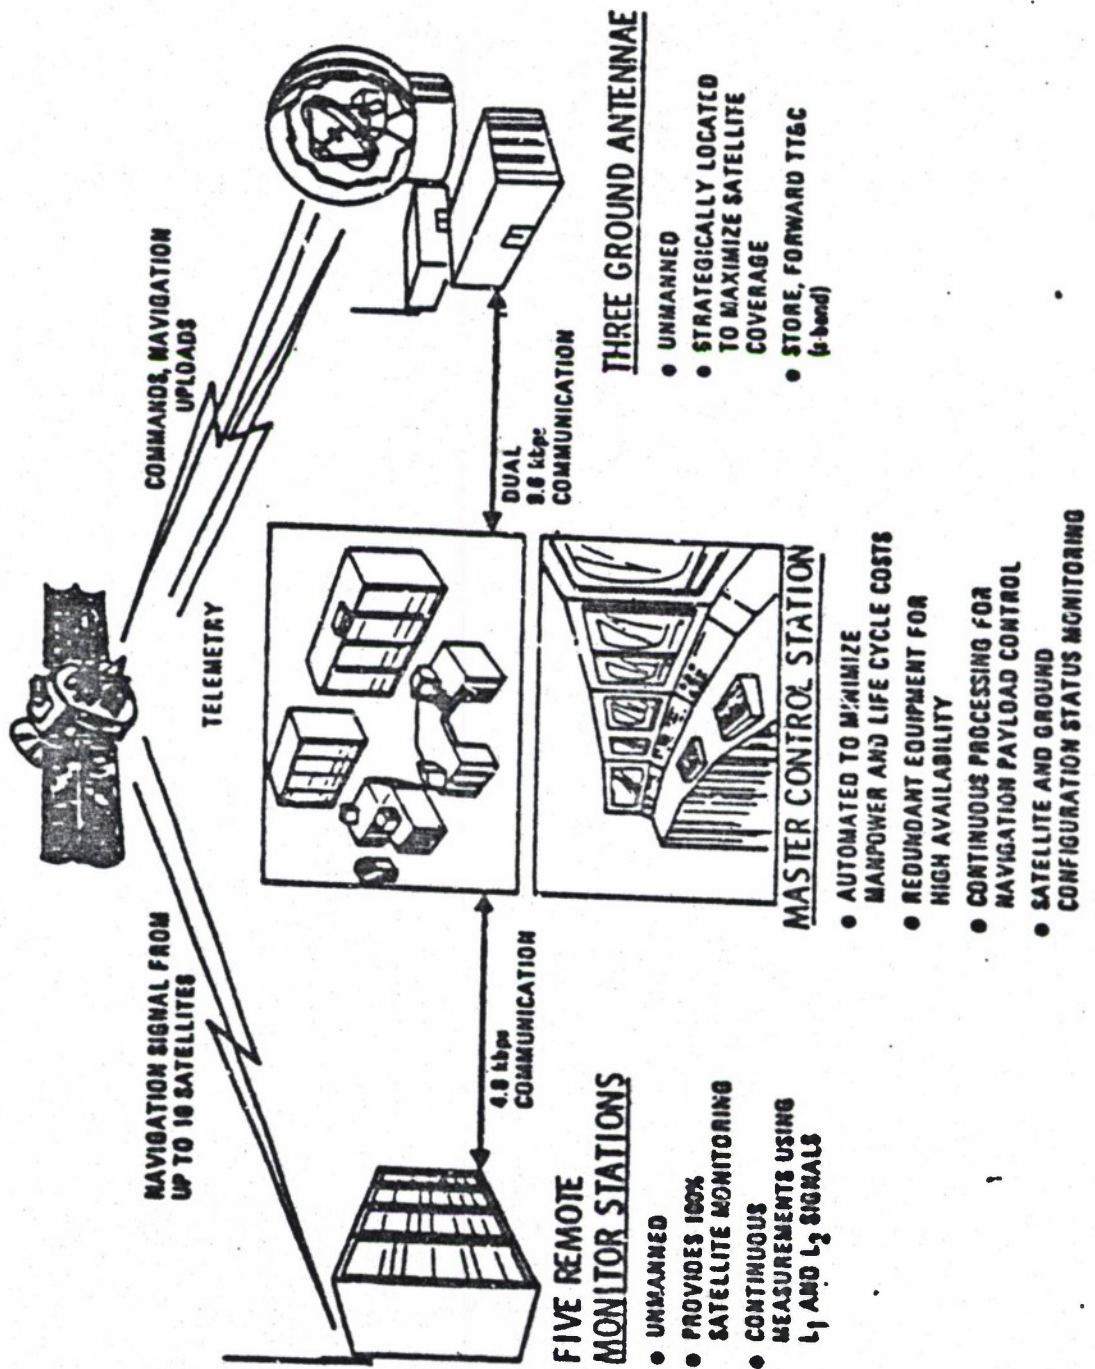 NAVIGATION SIGNAL FROM
UP TO 10 SATELLITES
TELEMETRY
COMMANDS, NAVIGATION
UPLOADS
4.8 kbps
COMMUNICATION
DUAL
9.6 kbps
COMMUNICATION
FIVE REMOTE
MONITOR STATIONS
● UNMANNED
● PROVIDES 100%
SATELLITE MONITORING
● CONTINUOUS
MEASUREMENTS USING
L₁ AND L₂ SIGNALS
MASTER CONTROL STATION
● AUTOMATED TO MINIMIZE
MANPOWER AND LIFE CYCLE COSTS
● REDUNDANT EQUIPMENT FOR
HIGH AVAILABILITY
● CONTINUOUS PROCESSING FOR
NAVIGATION PAYLOAD CONTROL
● SATELLITE AND GROUND
CONFIGURATION STATUS MONITORING
THREE GROUND ANTENNAE
● UNMANNED
● STRATEGICALLY LOCATED
TO MAXIMIZE SATELLITE
COVERAGE
● STORE, FORWARD TT&C
(s-band)